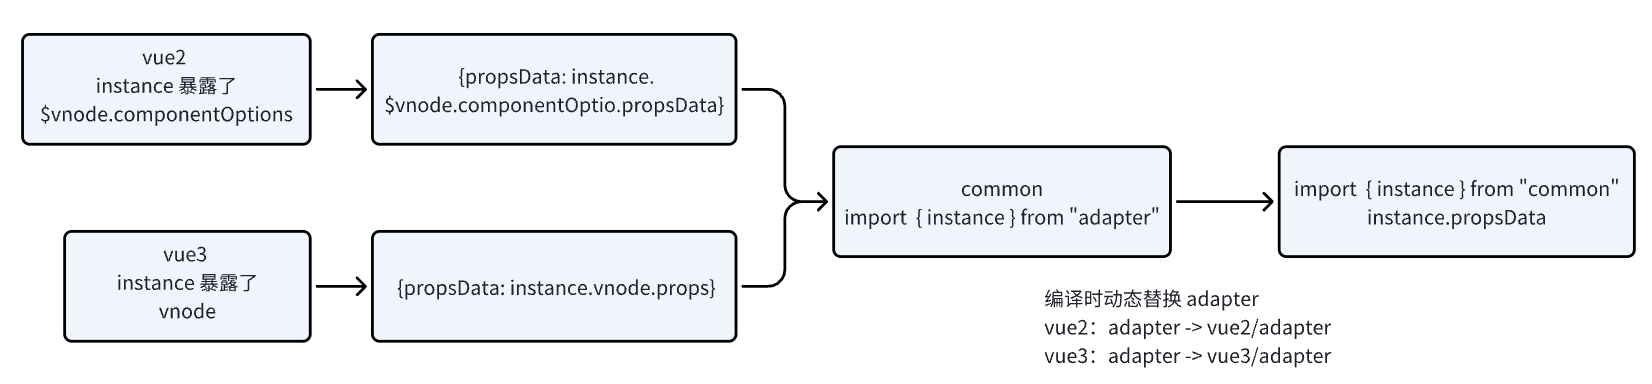 vue2
instance 暴露了
$vnode.componentOptions
{propsData: instance.
$vnode.componentOptio.propsData}
vue3
instance 暴露了
vnode
{propsData: instance.vnode.props}
common
import { instance } from "adapter"
import { instance } from "common"
instance.propsData
编译时动态替换 adapter
vue2：adapter -> vue2/adapter
vue3：adapter -> vue3/adapter